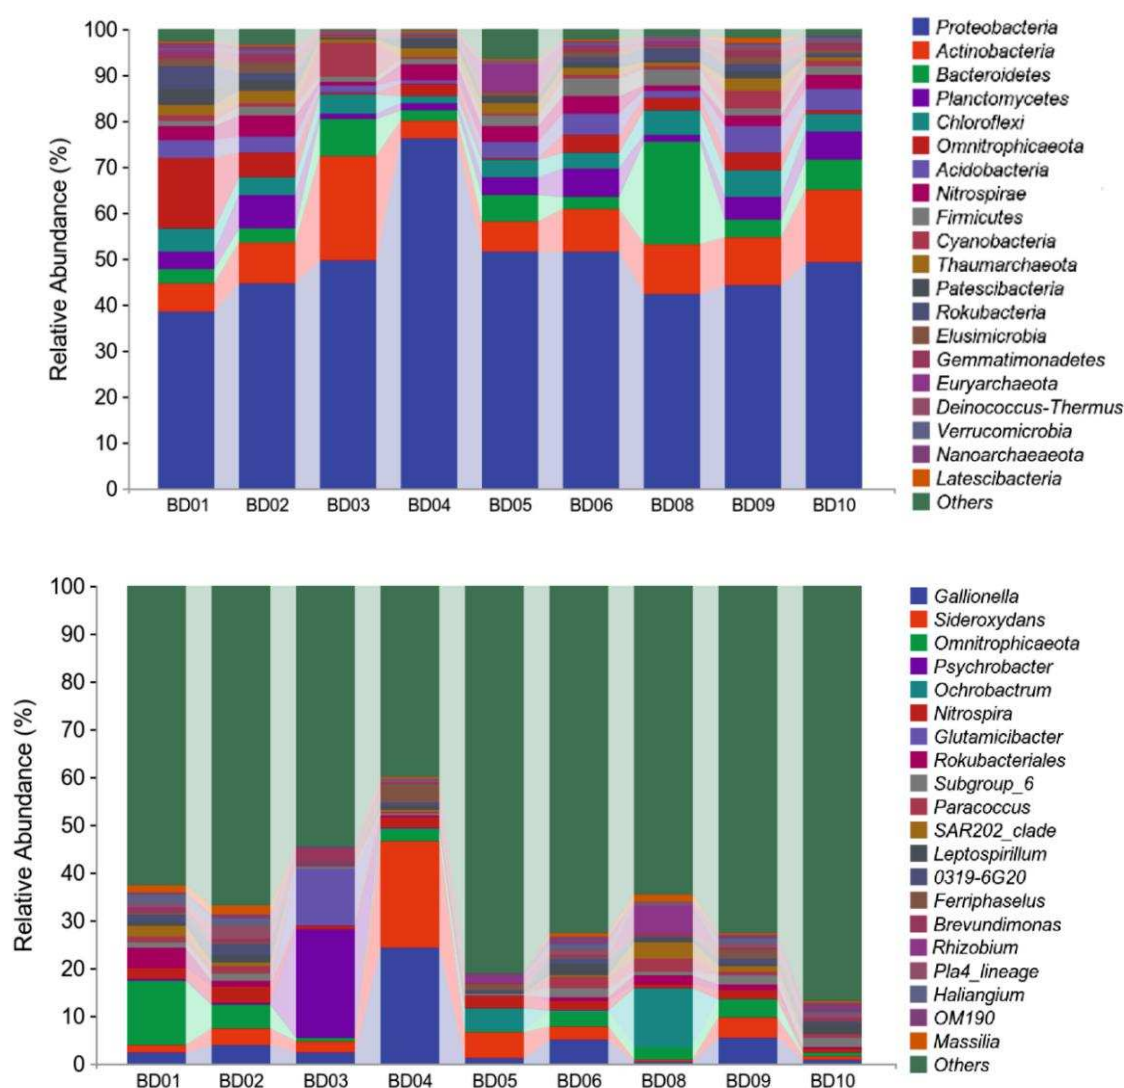 100
90
80
70
60
50
40
30
20
10
0
Relative Abundance (%)
BD01 BD02 BD03 BD04 BD05 BD06 BD08 BD09 BD10
Proteobacteria
Actinobacteria
Bacteroidetes
Planctomycetes
Chloroflexi
Omnitrophicaeota
Acidobacteria
Nitrospirae
Firmicutes
Cyanobacteria
Thaumarchaeota
Patescibacteria
Rokubacteria
Elusimicrobia
Gemmatimonadetes
Euryarchaeota
Deinococcus-Thermus
Verrucomicrobia
Nanoarchaeaeota
Latescibacteria
Others
100
90
80
70
60
50
40
30
20
10
0
Relative Abundance (%)
BD01 BD02 BD03 BD04 BD05 BD06 BD08 BD09 BD10
Gallionella
Sideroxydans
Omnitrophicaeota
Psychrobacter
Ochrobactrum
Nitrospira
Glutamicibacter
Rokubacteriales
Subgroup_6
Paracoccus
SAR202_clade
Leptospirillum
0319-6G20
Ferriphaselus
Brevundimonas
Rhizobium
Pla4_lineage
Haliangium
OM190
Massilia
Others